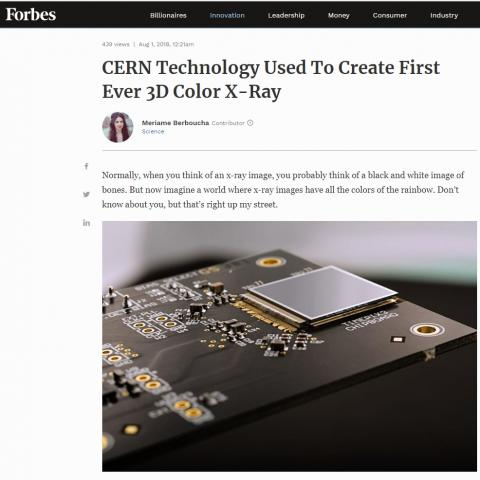 Forbes
Billionaires Innovation Leadership Money Consumer Industry
439 views | Aug 1, 2018, 12:21am
CERN Technology Used To Create First
Ever 3D Color X-Ray
Meriame Berboucha Contributor
Science
Normally, when you think of an x-ray image, you probably think of a black and white image of
bones. But now imagine a world where x-ray images have all the colors of the rainbow. Don't
know about you, but that's right up my street.
CHIPBOARD